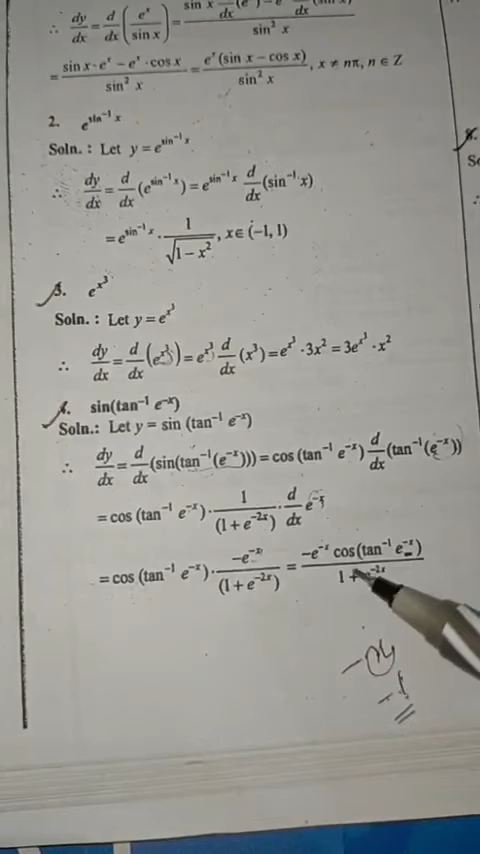 ∴ dy/dx = d/dx (e^x / sin x) = sin x d/dx (e
sin² x
= (sin x · e^x − e^x · cos x) / sin² x = e^x (sin x − cos x) / sin² x, x ≠ nπ, n ∈ Z
2. e^(sin⁻¹ x)
Soln. : Let y = e^(sin⁻¹ x)
∴ dy/dx = d/dx (e^(sin⁻¹ x)) = e^(sin⁻¹ x) d/dx (sin⁻¹ x)
= e^(sin⁻¹ x) · 1/√(1 − x²), x ∈ (−1, 1)
3. e^(x³)
Soln. : Let y = e^(x³)
∴ dy/dx = d/dx (e^(x³)) = e^(x³) d/dx (x³) = e^(x³) · 3x² = 3e^(x³) · x²
4. sin(tan⁻¹ e^(−x))
Soln.: Let y = sin (tan⁻¹ e^(−x))
∴ dy/dx = d/dx (sin(tan⁻¹(e^(−x)))) = cos (tan⁻¹ e^(−x)) d/dx (tan⁻¹(e^(−x)))
= cos (tan⁻¹ e^(−x)) · 1/(1 + e^(−2x)) · d/dx e^(−x)
= cos (tan⁻¹ e^(−x)) · −e^(−x)/(1 + e^(−2x)) = −e^(−x) cos(tan⁻¹ e^(−x)) / 1 + e^(−2x)
−x
−1